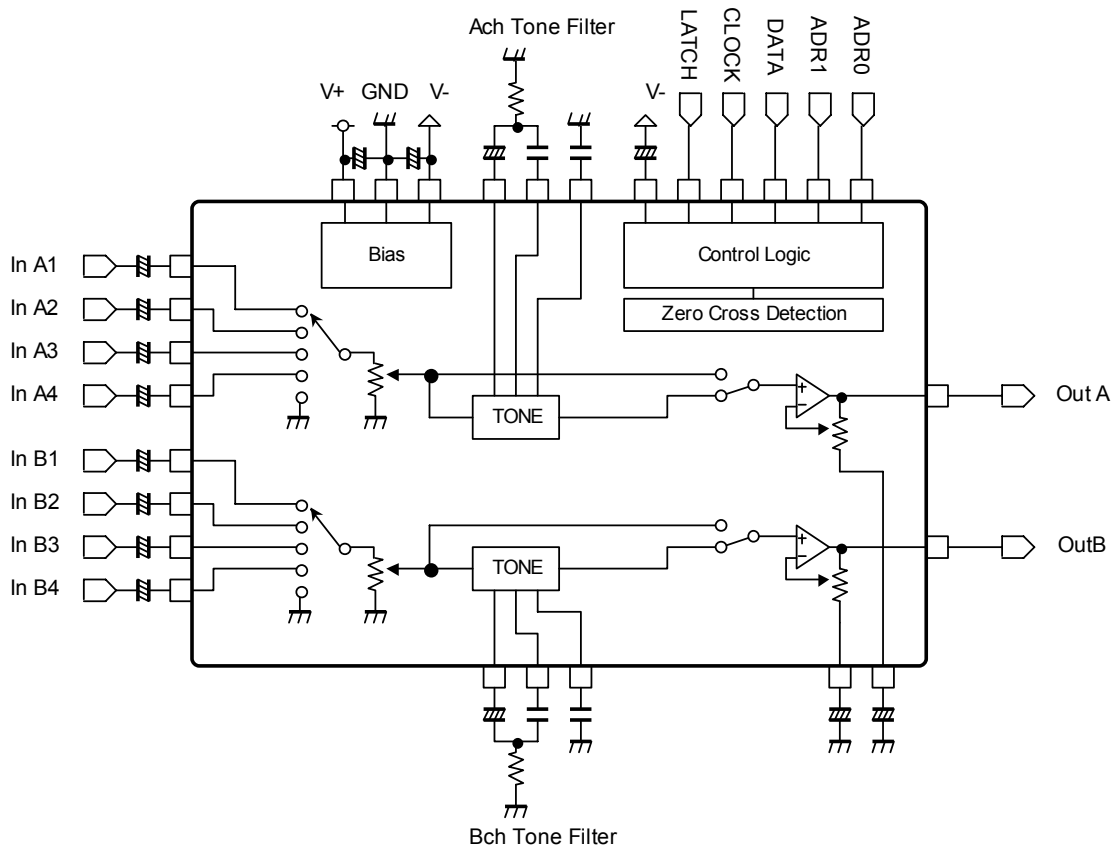 Ach Tone Filter
LATCH
CLOCK
DATA
ADR1
ADR0
V+
GND
V-
V-
Bias
Control Logic
Zero Cross Detection
In A1
In A2
In A3
In A4
TONE
+
-
Out A
In B1
In B2
In B3
In B4
TONE
+
-
OutB
Bch Tone Filter